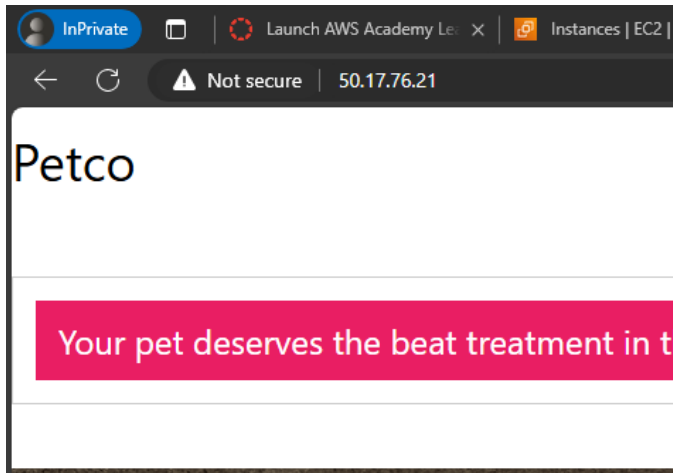 InPrivate
Launch AWS Academy Le
Instances | EC2 |
Not secure
50.17.76.21
Petco
Your pet deserves the beat treatment in t